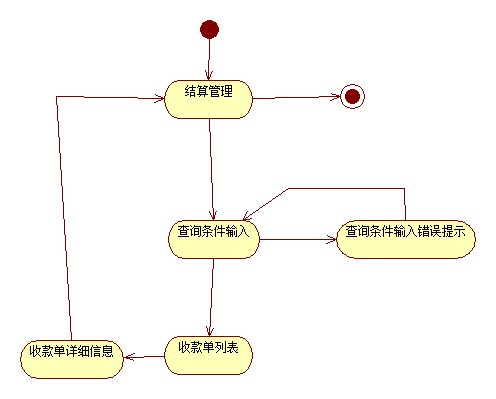 结算管理
查询条件输入
查询条件输入错误提示
收款单列表
收款单详细信息